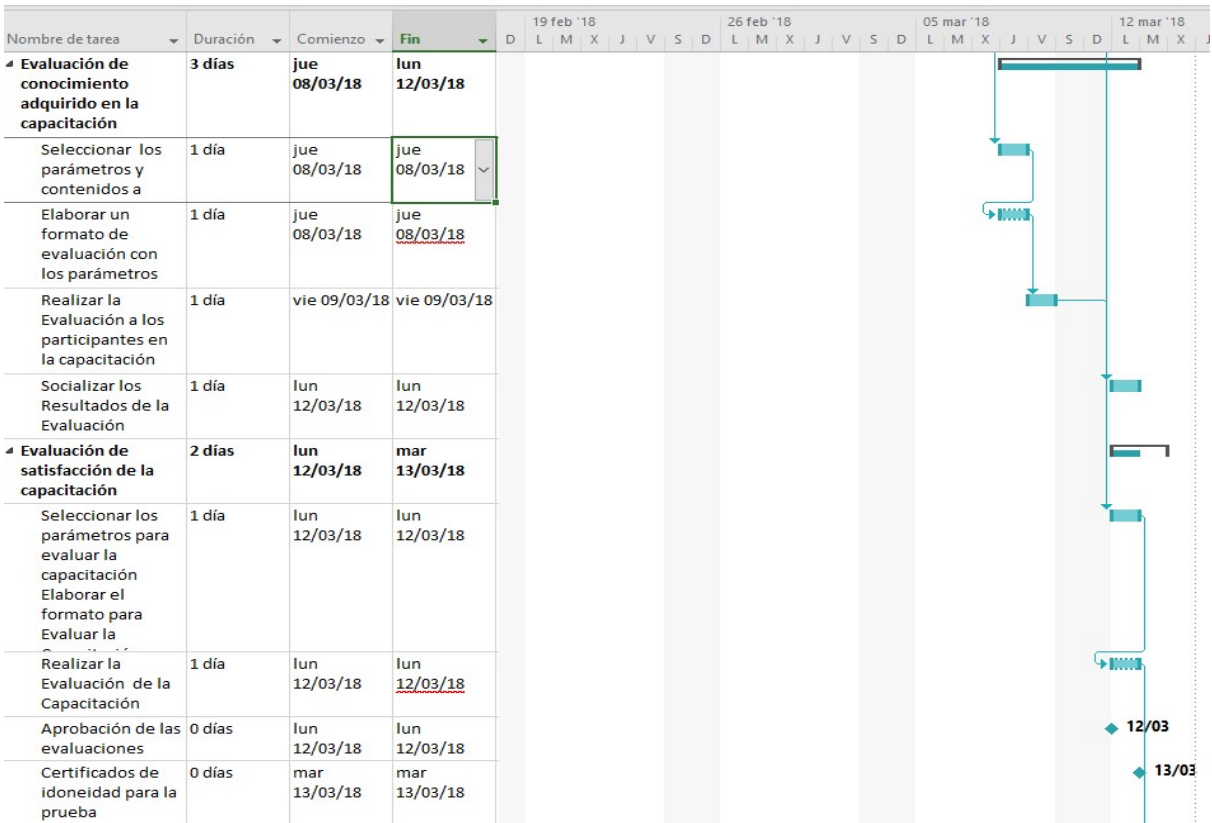 19 feb '18 26 feb '18 05 mar '18 12 mar '18
Nombre de tarea Duración Comienzo Fin D L M X J V S D L M X J V S D L M X J V S D L M X J
Evaluación de conocimiento adquirido en la capacitación 3 días jue 08/03/18 lun 12/03/18
Seleccionar los parámetros y contenidos a 1 día jue 08/03/18 jue 08/03/18
Elaborar un formato de evaluación con los parámetros 1 día jue 08/03/18 jue 08/03/18
Realizar la Evaluación a los participantes en la capacitación 1 día vie 09/03/18 vie 09/03/18
Socializar los Resultados de la Evaluación 1 día lun 12/03/18 lun 12/03/18
Evaluación de satisfacción de la capacitación 2 días lun 12/03/18 mar 13/03/18
Seleccionar los parámetros para evaluar la capacitación Elaborar el formato para Evaluar la 1 día lun 12/03/18 lun 12/03/18
Realizar la Evaluación de la Capacitación 1 día lun 12/03/18 lun 12/03/18
Aprobación de las evaluaciones 0 días lun 12/03/18 lun 12/03/18 12/03
Certificados de idoneidad para la prueba 0 días mar 13/03/18 mar 13/03/18 13/03